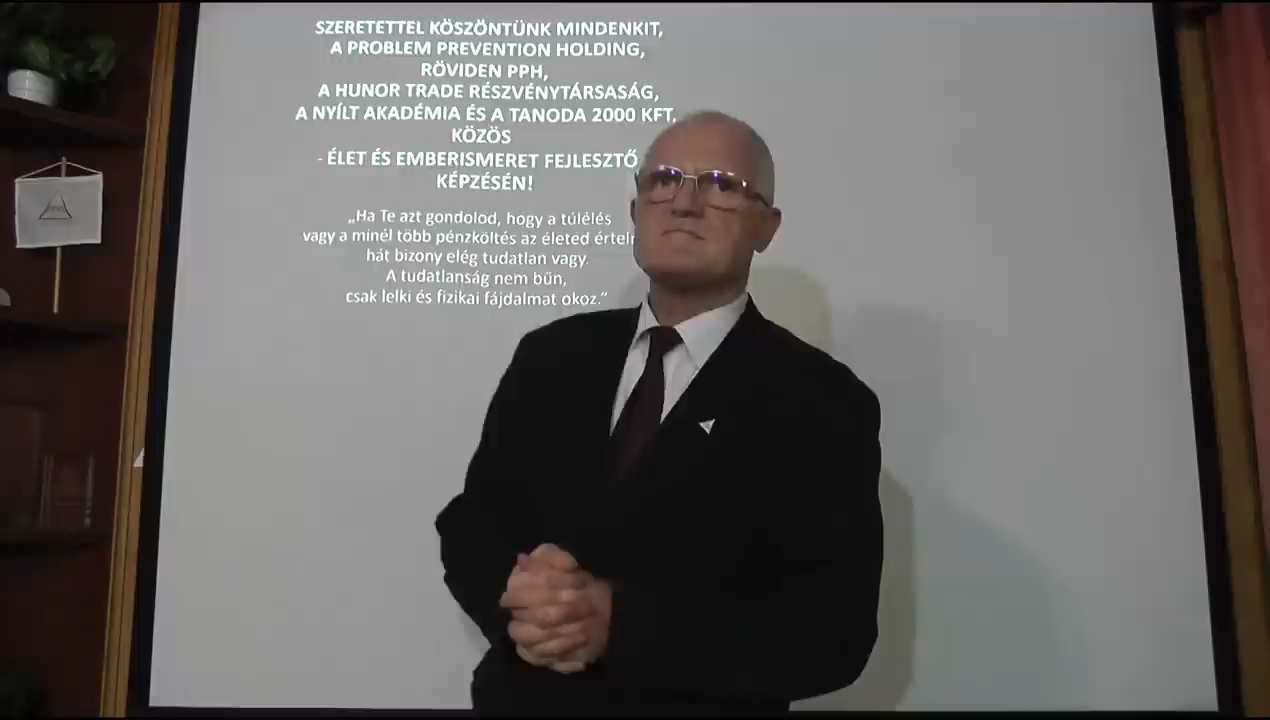 SZERETETTEL KÖSZÖNTÜNK MINDENKIT,
A PROBLEM PREVENTION HOLDING,
RÖVIDEN PPH,
A HUNOR TRADE RÉSZVÉNYTÁRSASÁG,
A NYÍLT AKADÉMIA ÉS A TANODA 2000 KFT,
KÖZÖS
- ÉLET ÉS EMBERISMERET FEJLESZTŐ
KÉPZÉSÉN!
„Ha Te azt gondolod, hogy a túlélés
vagy a minél több pénzköltés az életed
hát bizony elég tudatlan vagy.
A tudatlanság nem bűn,
csak lelki és fizikai fájdalmat okoz.”